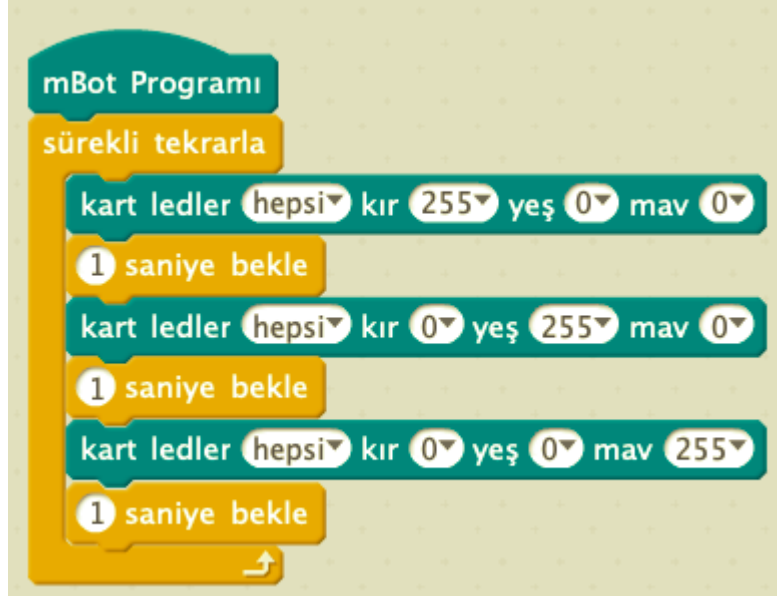 mBot Programı
sürekli tekrarla
kart ledler hepsi kır 255 yeş 0 mav 0
1 saniye bekle
kart ledler hepsi kır 0 yeş 255 mav 0
1 saniye bekle
kart ledler hepsi kır 0 yeş 0 mav 255
1 saniye bekle